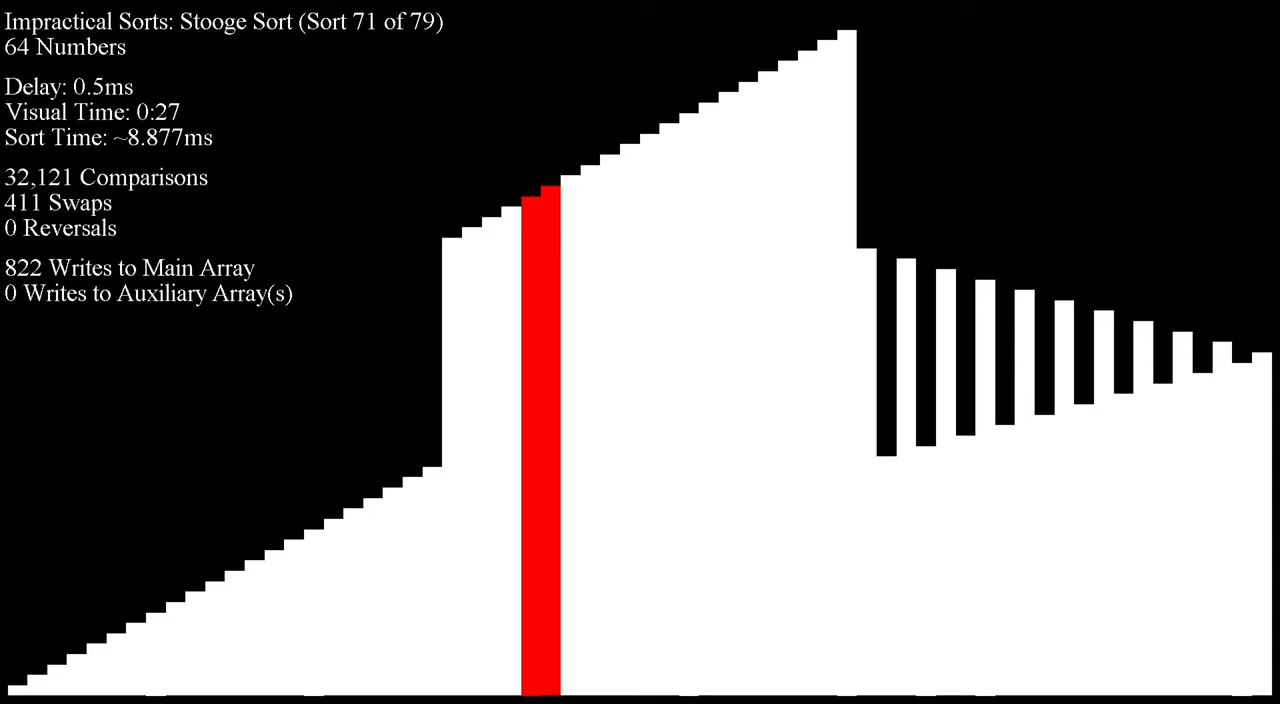 Impractical Sorts: Stooge Sort (Sort 71 of 79)
64 Numbers
Delay: 0.5ms
Visual Time: 0:27
Sort Time: ~8.877ms
32,121 Comparisons
411 Swaps
0 Reversals
822 Writes to Main Array
0 Writes to Auxiliary Array(s)